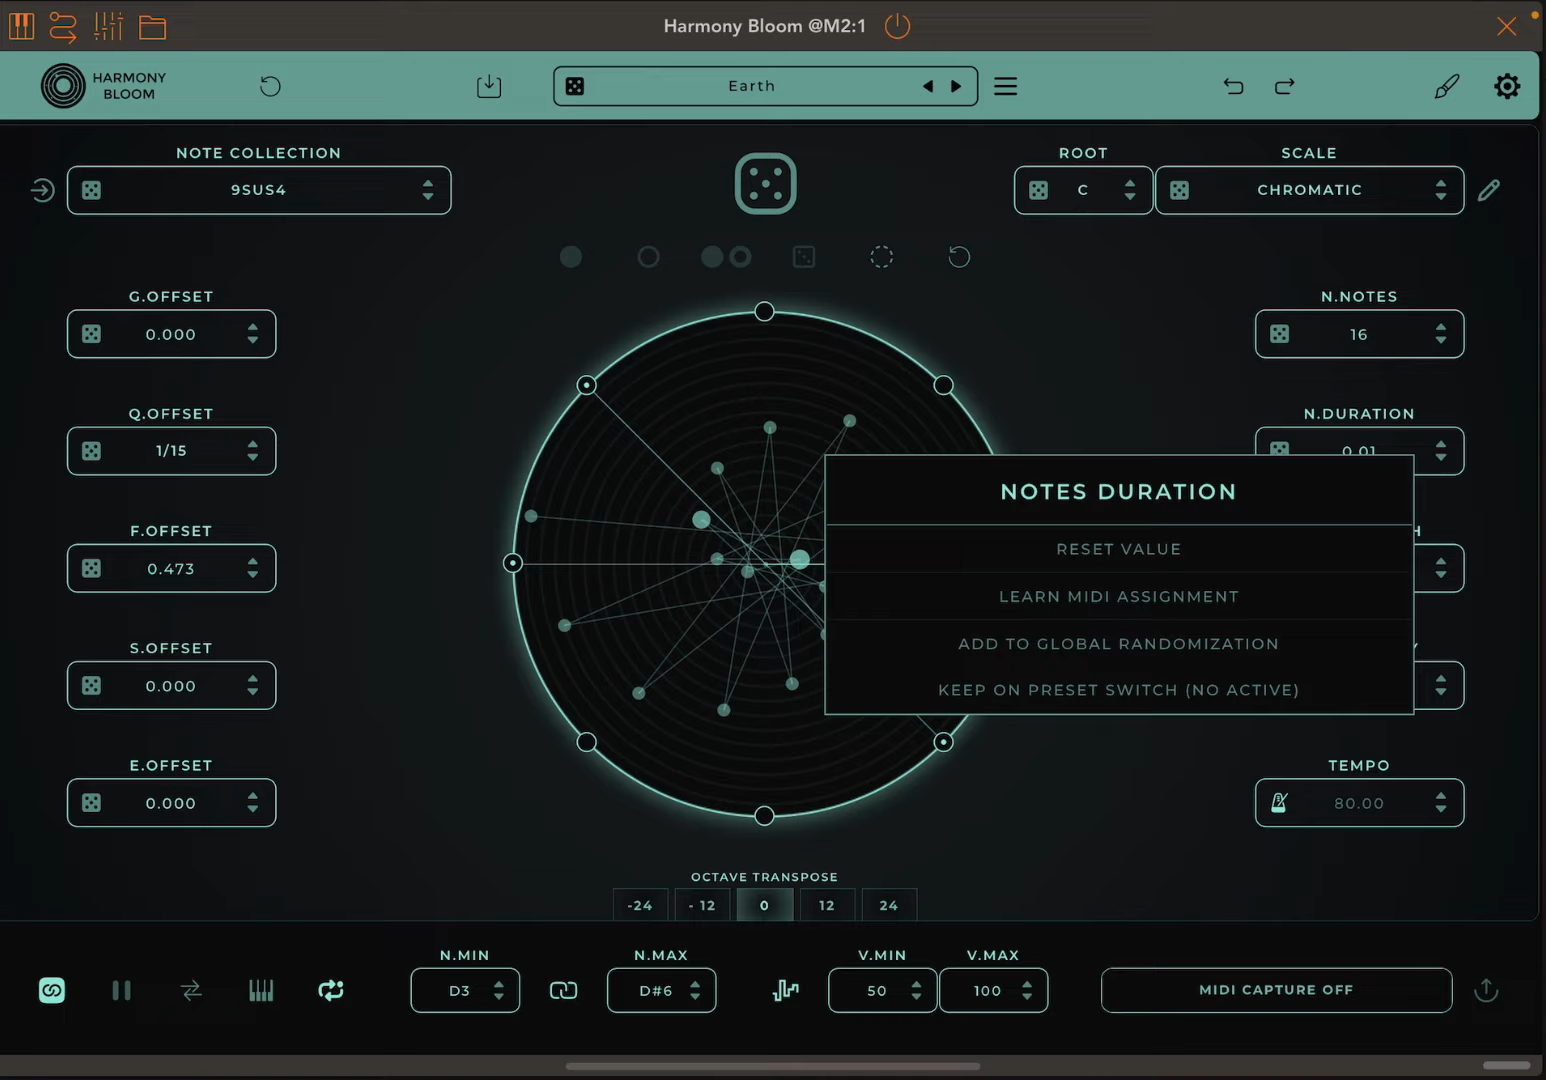 Harmony Bloom @M2:1
HARMONY
BLOOM
Earth
NOTE COLLECTION
9SUS4
ROOT
C
SCALE
CHROMATIC
G.OFFSET
0.000
N.NOTES
16
Q.OFFSET
1/15
N.DURATION
0.01
F.OFFSET
0.473
S.OFFSET
0.000
E.OFFSET
0.000
NOTES DURATION
RESET VALUE
LEARN MIDI ASSIGNMENT
ADD TO GLOBAL RANDOMIZATION
KEEP ON PRESET SWITCH (NO ACTIVE)
TEMPO
80.00
OCTAVE TRANSPOSE
-24 - 12 0 12 24
N.MIN
D3
N.MAX
D#6
V.MIN
50
V.MAX
100
MIDI CAPTURE OFF